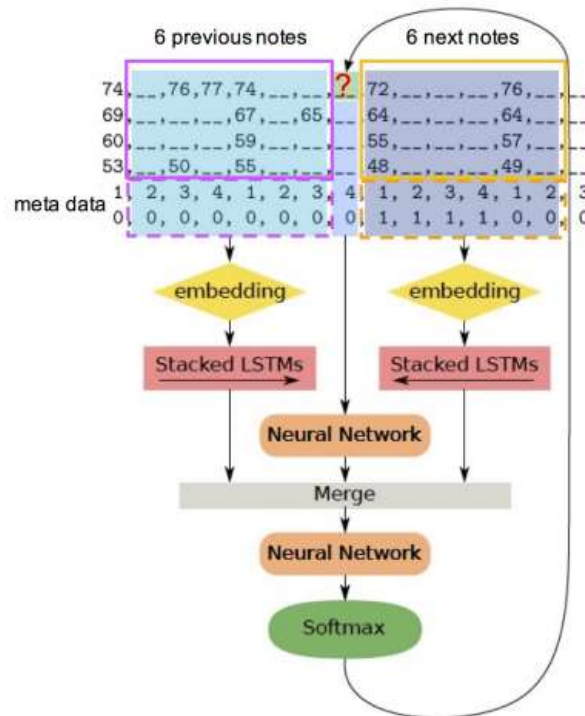 6 previous notes 6 next notes
74,__,76,77,74,__,__,?,72,__,__,__,76,__,
69,__,__,__,67,__,65,__,64,__,__,__,64,__,
60,__,__,__,59,__,__,__,55,__,__,__,57,__,
53,__,50,__,55,__,__,__,48,__,__,__,49,__,
meta data
1, 2, 3, 4, 1, 2, 3, 4, 1, 2, 3, 4, 1, 2, 3
0, 0, 0, 0, 0, 0, 0, 0, 1, 1, 1, 1, 0, 0, 0
embedding embedding
Stacked LSTMs Stacked LSTMs
Neural Network
Merge
Neural Network
Softmax